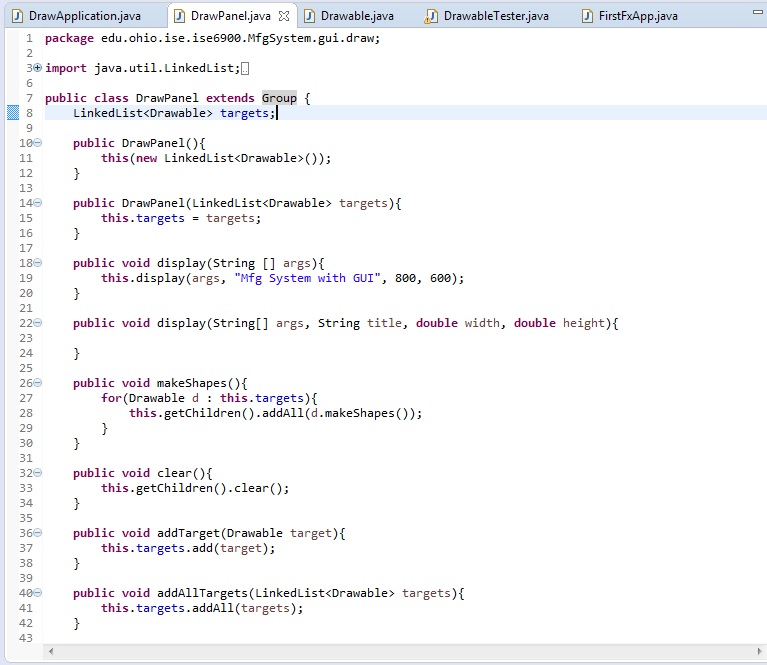 DrawApplication.java DrawPanel.java Drawable.java DrawableTester.java FirstFxApp.java
1 package edu.ohio.ise.ise6900.MfgSystem.gui.draw;
2
3 import java.util.LinkedList;
6
7 public class DrawPanel extends Group {
8 LinkedList<Drawable> targets;
9
10 public DrawPanel(){
11 this(new LinkedList<Drawable>());
12 }
13
14 public DrawPanel(LinkedList<Drawable> targets){
15 this.targets = targets;
16 }
17
18 public void display(String [] args){
19 this.display(args, "Mfg System with GUI", 800, 600);
20 }
21
22 public void display(String[] args, String title, double width, double height){
23
24 }
25
26 public void makeShapes(){
27 for(Drawable d : this.targets){
28 this.getChildren().addAll(d.makeShapes());
29 }
30 }
31
32 public void clear(){
33 this.getChildren().clear();
34 }
35
36 public void addTarget(Drawable target){
37 this.targets.add(target);
38 }
39
40 public void addAllTargets(LinkedList<Drawable> targets){
41 this.targets.addAll(targets);
42 }
43